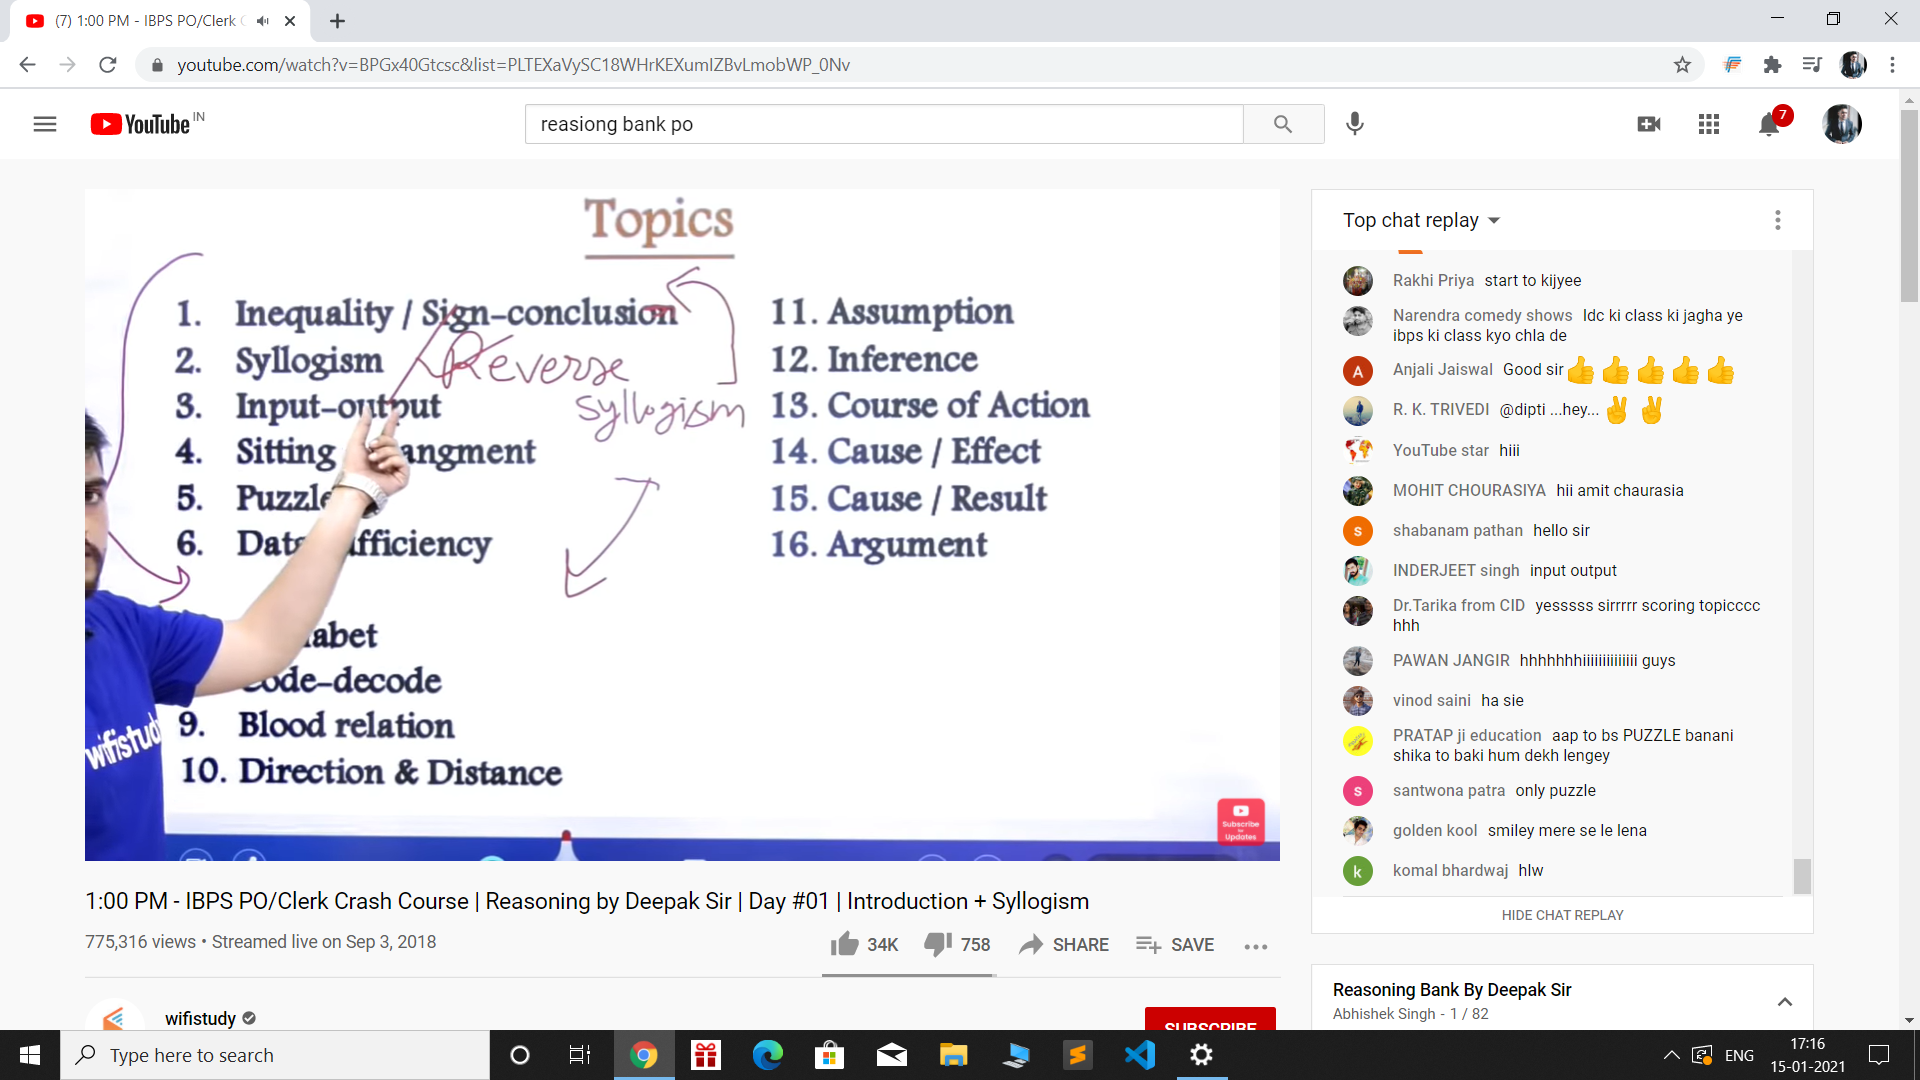 (7) 1:00 PM - IBPS PO/Clerk C
youtube.com/watch?v=BPGx40Gtcsc&list=PLTEXaVySC18WHrKEXumIZBvLmobWP_0Nv
YouTube IN
reasiong bank po
7
Topics
1. Inequality / Sign-conclusion
2. Syllogism
Reverse
Syllogism
3. Input-output
4. Sitting angment
5. Puzzle
6. Data fficiency
abet
ode-decode
9. Blood relation
10. Direction & Distance
11. Assumption
12. Inference
13. Course of Action
14. Cause / Effect
15. Cause / Result
16. Argument
wifistud
Subscribe
for
Updates
1:00 PM - IBPS PO/Clerk Crash Course | Reasoning by Deepak Sir | Day #01 | Introduction + Syllogism
775,316 views • Streamed live on Sep 3, 2018
34K 758 SHARE SAVE
wifistudy
SUBSCRIBE
Top chat replay
Rakhi Priya start to kijyee
Narendra comedy shows Idc ki class ki jagha ye
ibps ki class kyo chla de
A Anjali Jaiswal Good sir👍👍👍👍👍
R. K. TRIVEDI @dipti ...hey... ✌ ✌
YouTube star hiii
MOHIT CHOURASIYA hii amit chaurasia
s shabanam pathan hello sir
INDERJEET singh input output
Dr.Tarika from CID yesssss sirrrrr scoring topicccc
hhh
PAWAN JANGIR hhhhhhhiiiiiiiiiiiiii guys
vinod saini ha sie
PRATAP ji education aap to bs PUZZLE banani
shika to baki hum dekh lengey
s santwona patra only puzzle
golden kool smiley mere se le lena
k komal bhardwaj hlw
HIDE CHAT REPLAY
Reasoning Bank By Deepak Sir
Abhishek Singh - 1 / 82
Type here to search
ENG
17:16
15-01-2021